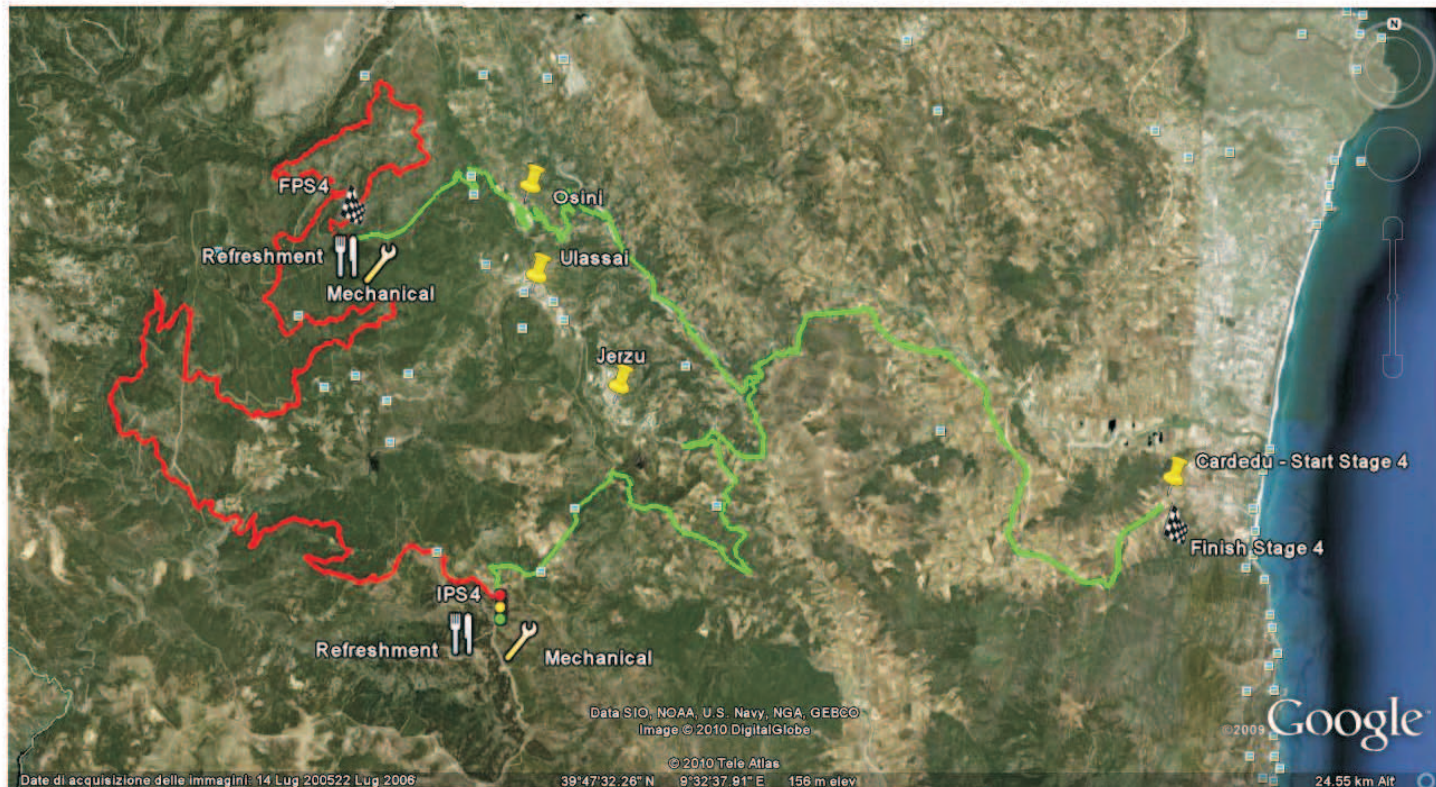 N
FPS4
Osini
Refreshment
Mechanical
Ulassai
Jerzu
Cardedu - Start Stage 4
Finish Stage 4
IPS4
Refreshment
Mechanical
Data SIO, NOAA, U.S. Navy, NGA, GEBCO
Image © 2010 DigitalGlobe
©2009 Google
© 2010 Tele Atlas
Date di acquisizione delle immagini: 14 Lug 200522 Lug 2006 39°47'32.26" N 9°32'37.91" E 156 m elev 24.55 km Alt